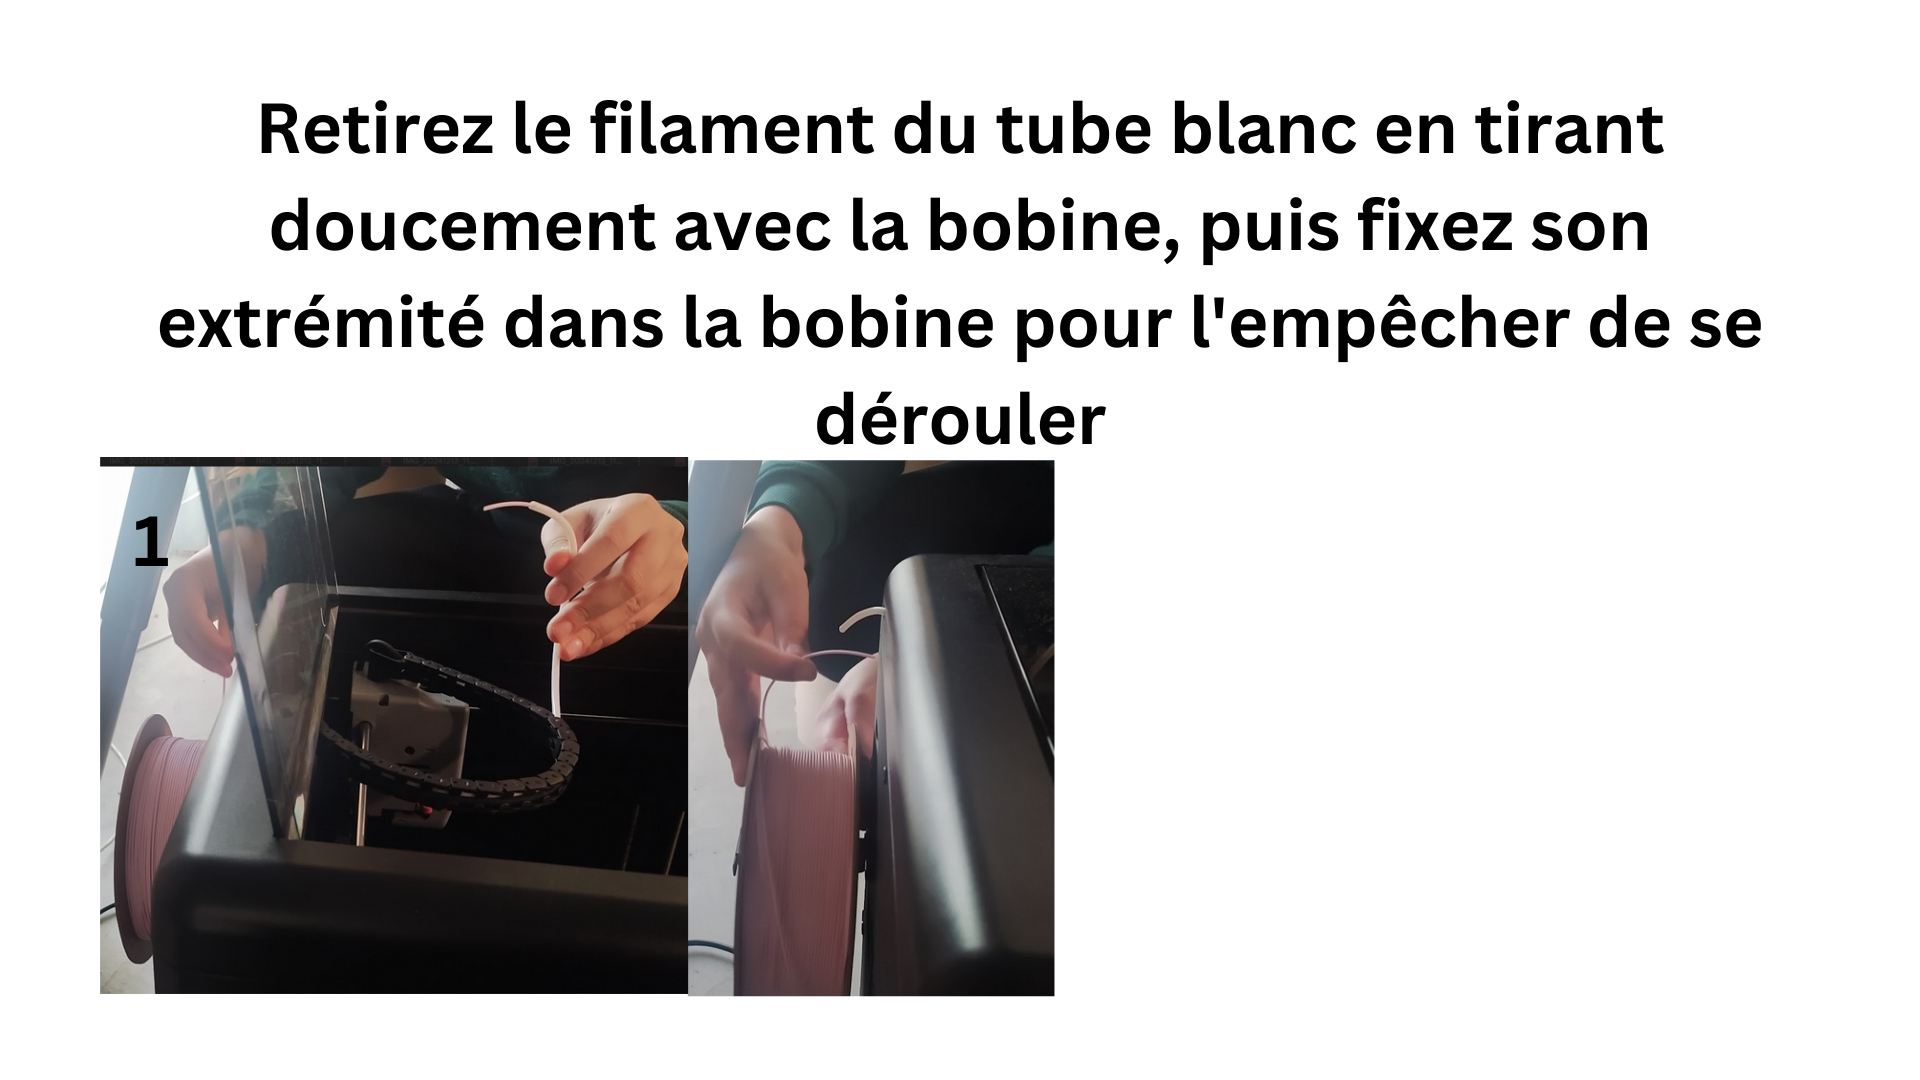 Retirez le filament du tube blanc en tirant
doucement avec la bobine, puis fixez son
extrémité dans la bobine pour l'empêcher de se
dérouler
1